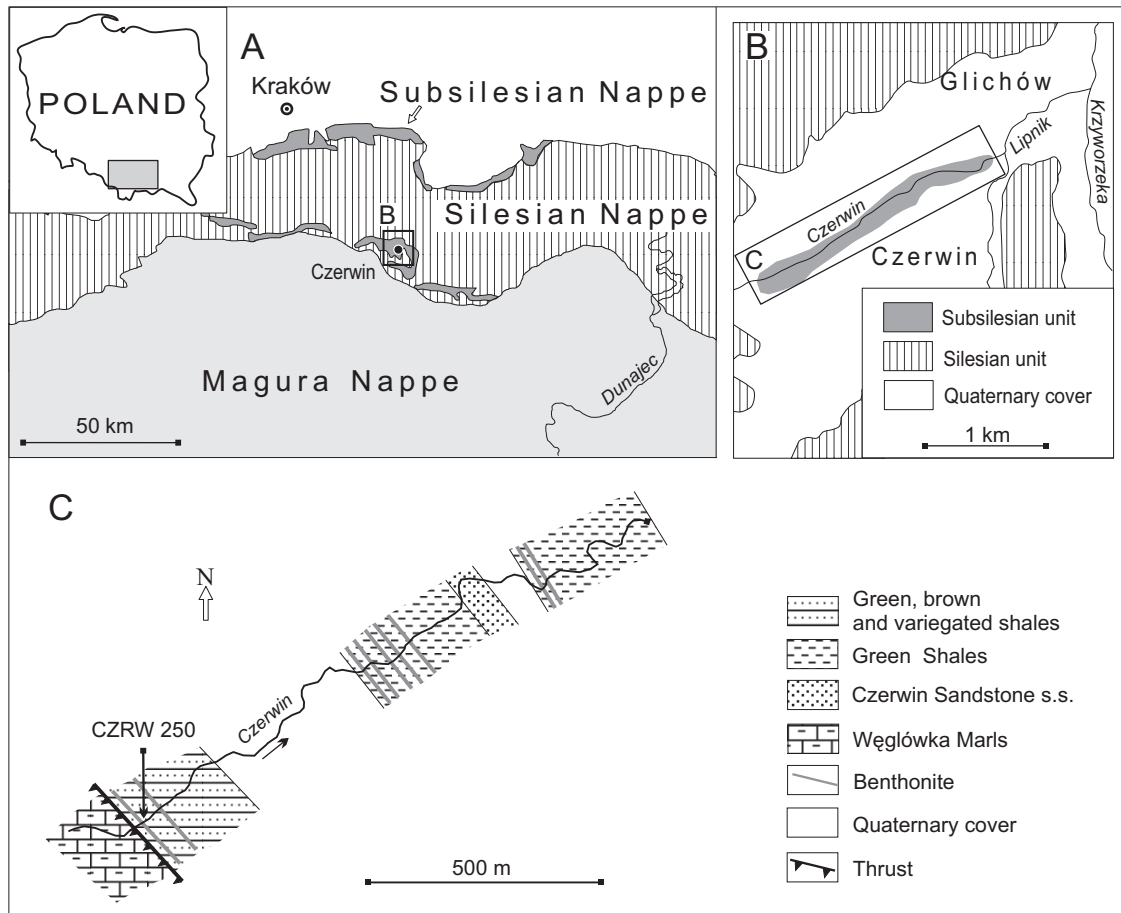 POLAND
A
Kraków
Subsilesian Nappe
Silesian Nappe
B
Czerwin
Magura Nappe
Dunajec
50 km
B
Glichów
Lipnik
Krzyworzeka
Czerwin
C
Czerwin
Subsilesian unit
Silesian unit
Quaternary cover
1 km
C
N
CZRW 250
Czerwin
500 m
Green, brown
and variegated shales
Green Shales
Czerwin Sandstone s.s.
Węglówka Marls
Benthonite
Quaternary cover
Thrust